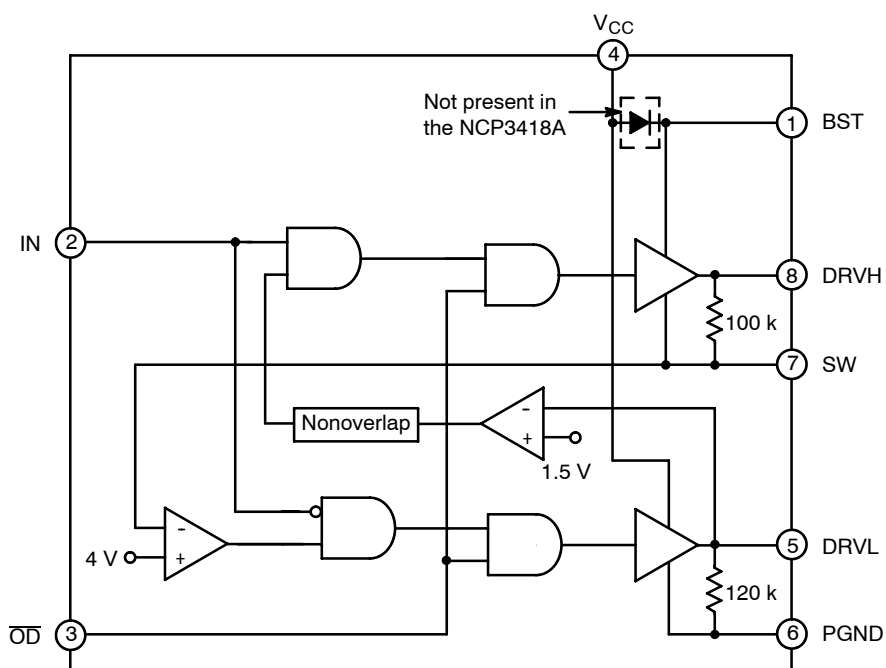 VCC
4
Not present in
the NCP3418A
1 BST
IN 2
8 DRVH
100 k
7 SW
Nonoverlap
-
+
1.5 V
-
4 V +
5 DRVL
120 k
OD 3
6 PGND